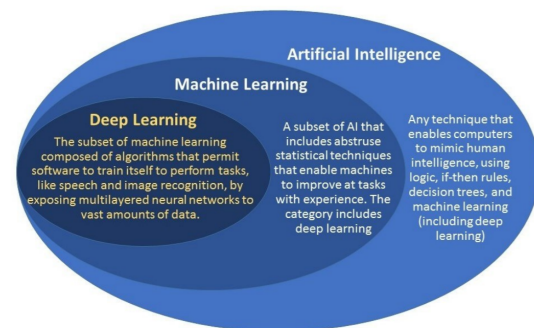 Artificial Intelligence
Machine Learning
Deep Learning
The subset of machine learning
composed of algorithms that permit
software to train itself to perform tasks,
like speech and image recognition, by
exposing multilayered neural networks to
vast amounts of data.
A subset of AI that
includes abstruse
statistical techniques
that enable machines
to improve at tasks
with experience. The
category includes
deep learning
Any technique that
enables computers
to mimic human
intelligence, using
logic, if-then rules,
decision trees, and
machine learning
(including deep
learning)